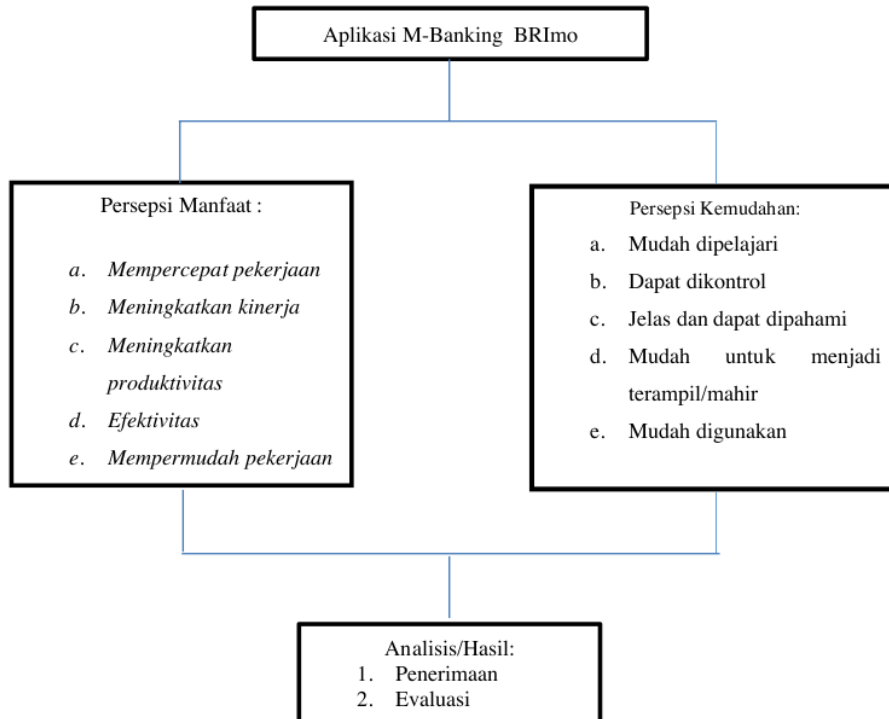 Aplikasi M-Banking BRImo
Persepsi Manfaat :
a. Mempercepat pekerjaan
b. Meningkatkan kinerja
c. Meningkatkan
produktivitas
d. Efektivitas
e. Mempermudah pekerjaan
Persepsi Kemudahan:
a. Mudah dipelajari
b. Dapat dikontrol
c. Jelas dan dapat dipahami
d. Mudah untuk menjadi
terampil/mahir
e. Mudah digunakan
Analisis/Hasil:
1. Penerimaan
2. Evaluasi